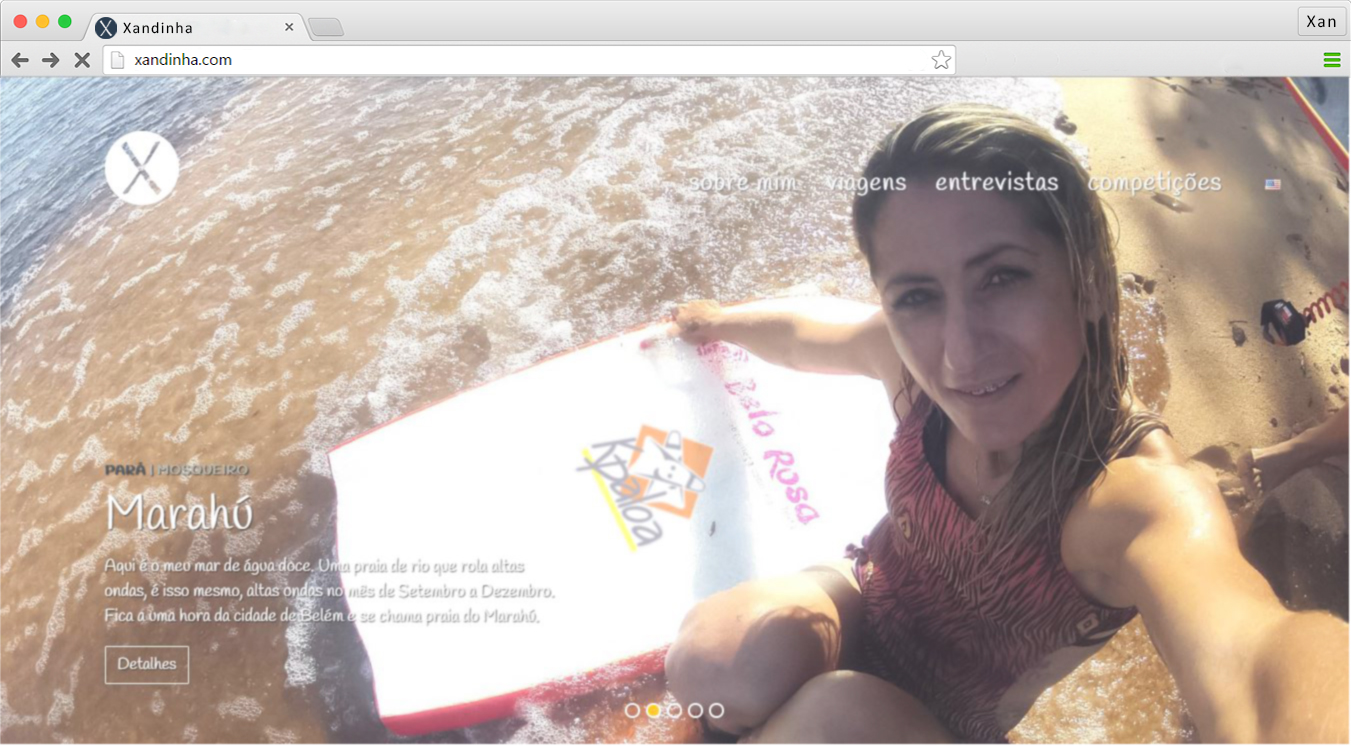 Xandinha
Xan
xandinha.com
sobre mim viagens entrevistas competições
Bolo Rosa
Kpaloa
PARÁ | MOSQUEIRO
Marahú
Aqui é o meu mar de água doce. Uma praia de rio que rola altas
ondas, é isso mesmo, altas ondas no mês de Setembro a Dezembro.
Fica a uma hora da cidade de Belém e se chama praia do Marahú.
Detalhes